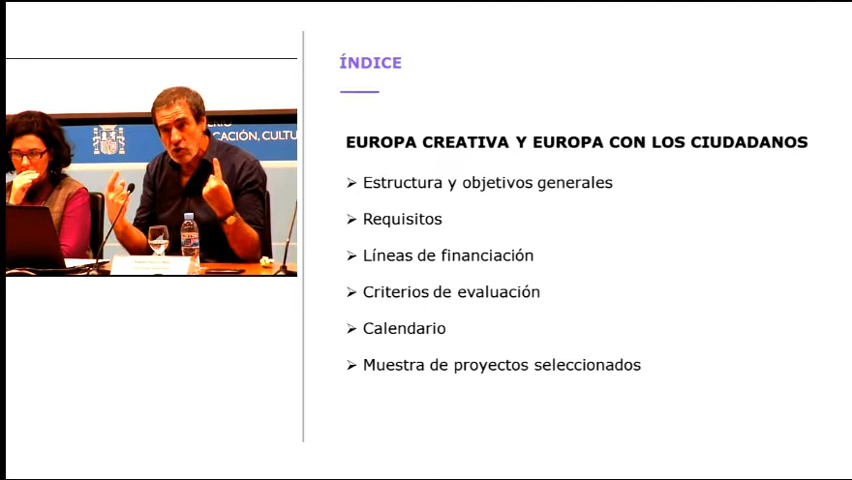 ÍNDICE
EUROPA CREATIVA Y EUROPA CON LOS CIUDADANOS
Estructura y objetivos generales
Requisitos
Líneas de financiación
Criterios de evaluación
Calendario
Muestra de proyectos seleccionados